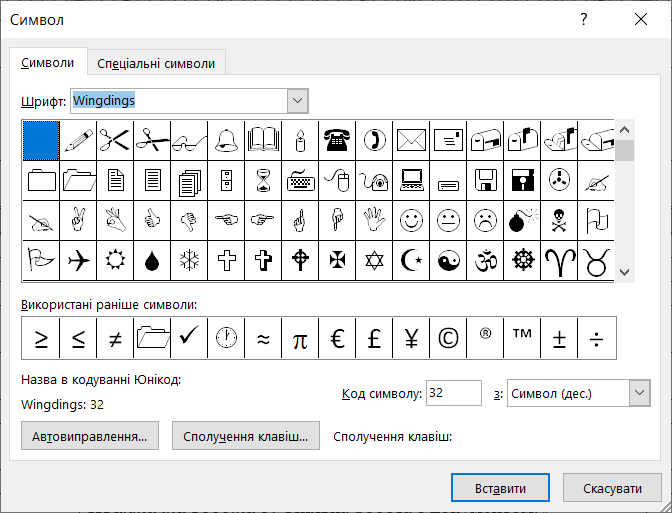 Символ
Символи
Спеціальні символи
Шрифт: Wingdings
Використані раніше символи:
≥ ≤ ≠ ✓ ≈ π € £ ¥ © ® ™ ± ÷
Назва в кодуванні Юнікод:
Wingdings: 32
Код символу: 32 з: Символ (дес.)
Автовиправлення... Сполучення клавіш... Сполучення клавіш:
Вставити Скасувати